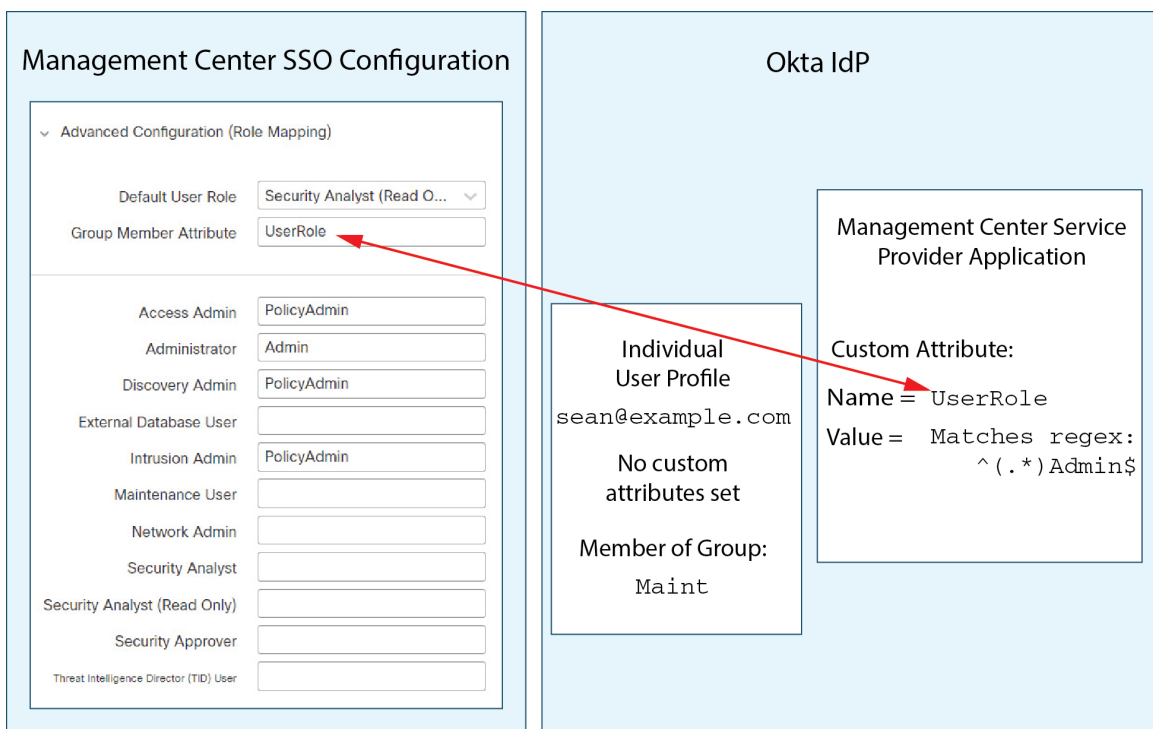 Management Center SSO Configuration
Advanced Configuration (Role Mapping)
Default User Role Security Analyst (Read O...
Group Member Attribute UserRole
Access Admin PolicyAdmin
Administrator Admin
Discovery Admin PolicyAdmin
External Database User
Intrusion Admin PolicyAdmin
Maintenance User
Network Admin
Security Analyst
Security Analyst (Read Only)
Security Approver
Threat Intelligence Director (TID) User
Okta IdP
Individual
User Profile
sean@example.com
No custom
attributes set
Member of Group:
Maint
Management Center Service
Provider Application
Custom Attribute:
Name = UserRole
Value = Matches regex:
^(.*)Admin$